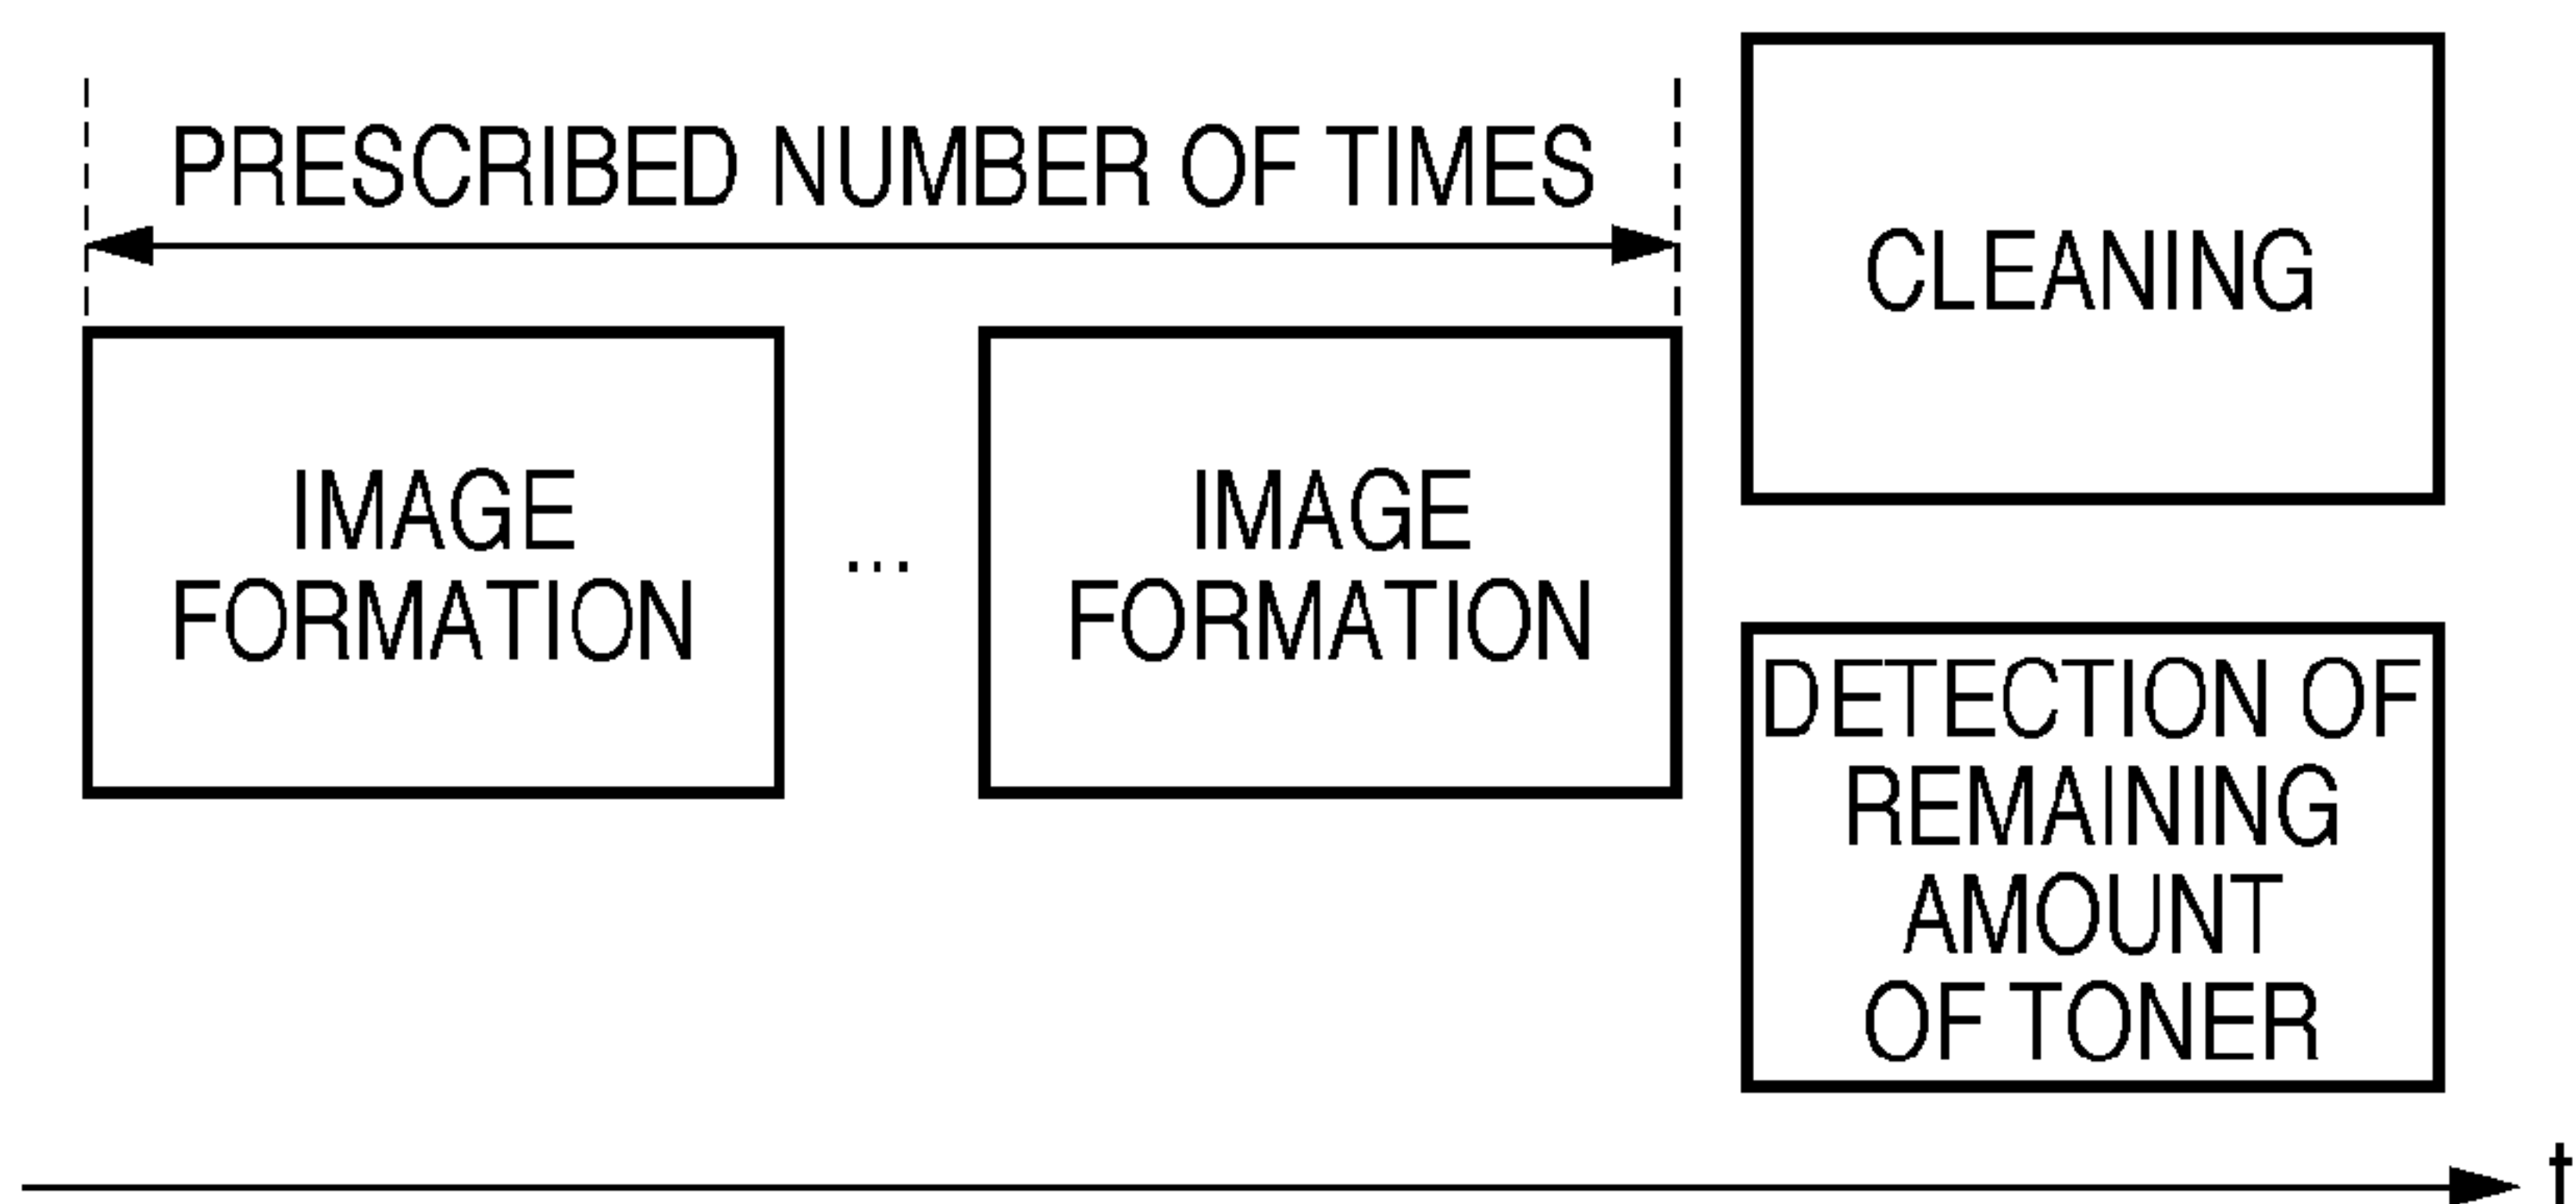 PRESCRIBED NUMBER OF TIMES
IMAGE
FORMATION
...
IMAGE
FORMATION
CLEANING
DETECTION OF
REMAINING
AMOUNT
OF TONER
t